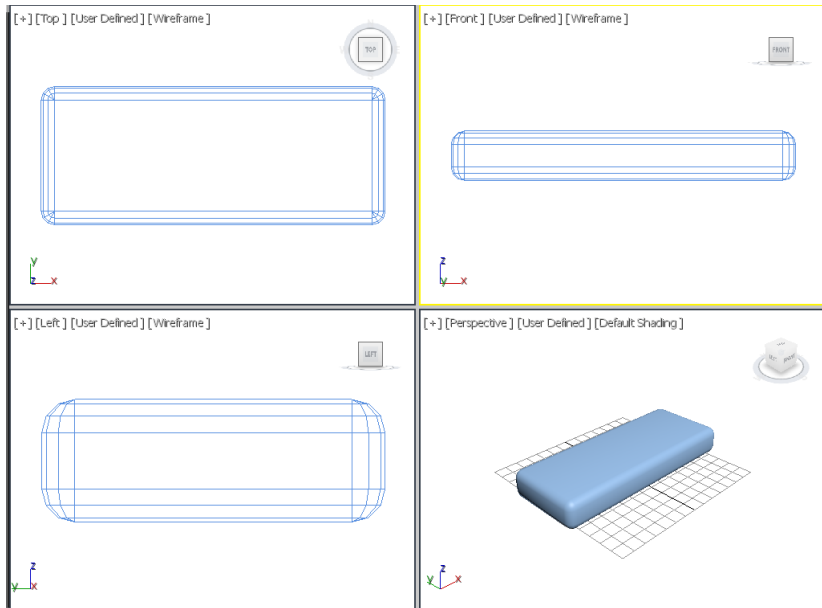 [+] [Top] [User Defined] [Wireframe]
TOP
y
z x
[+] [Front] [User Defined] [Wireframe]
FRONT
z
y x
[+] [Left] [User Defined] [Wireframe]
LEFT
z
y x
[+] [Perspective] [User Defined] [Default Shading]
z
y x